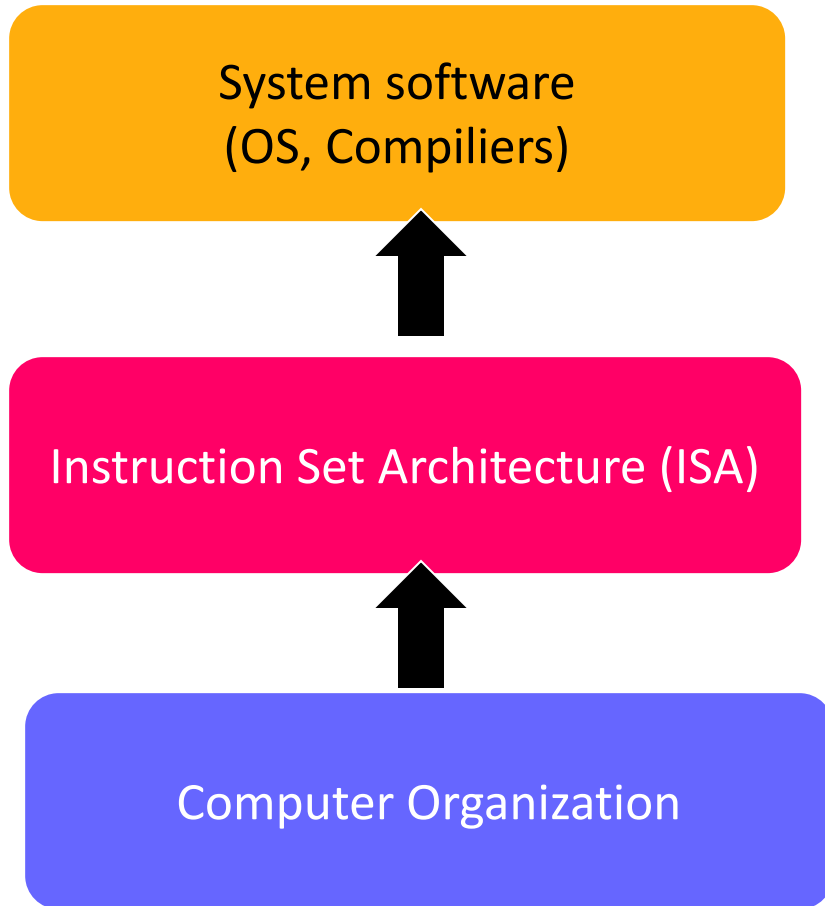 System software
(OS, Compiliers)
Instruction Set Architecture (ISA)
Computer Organization